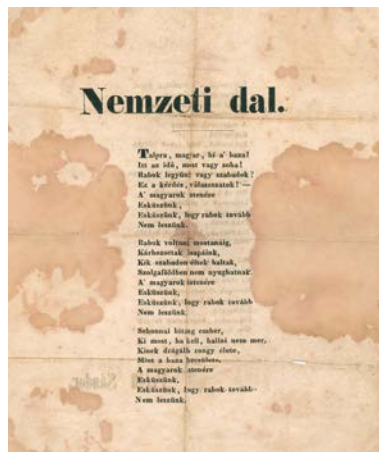 Nemzeti dal.
Talpra, magyar, hí a' haza!
Itt az idő, most vagy soha!
Rabok legyünk vagy szabadok?
Ez a' kérdés, válasszatok! —
A' magyarok istenére
Esküszünk,
Esküszünk, hogy rabok tovább
Nem leszünk.
Rabok voltunk mostanáig,
Kárhozottak ősapáink,
Kik szabadon éltek haltak,
Szolgaföldben nem nyughatnak.
A' magyarok istenére
Esküszünk,
Esküszünk, hogy rabok tovább
Nem leszünk.
Sehonnai bitang ember,
Ki most, ha kell, halni nem mer,
Kinek drágább rongy élete,
Mint a haza becsülete.
A magyarok istenére
Esküszünk,
Esküszünk, hogy rabok tovább
Nem leszünk.